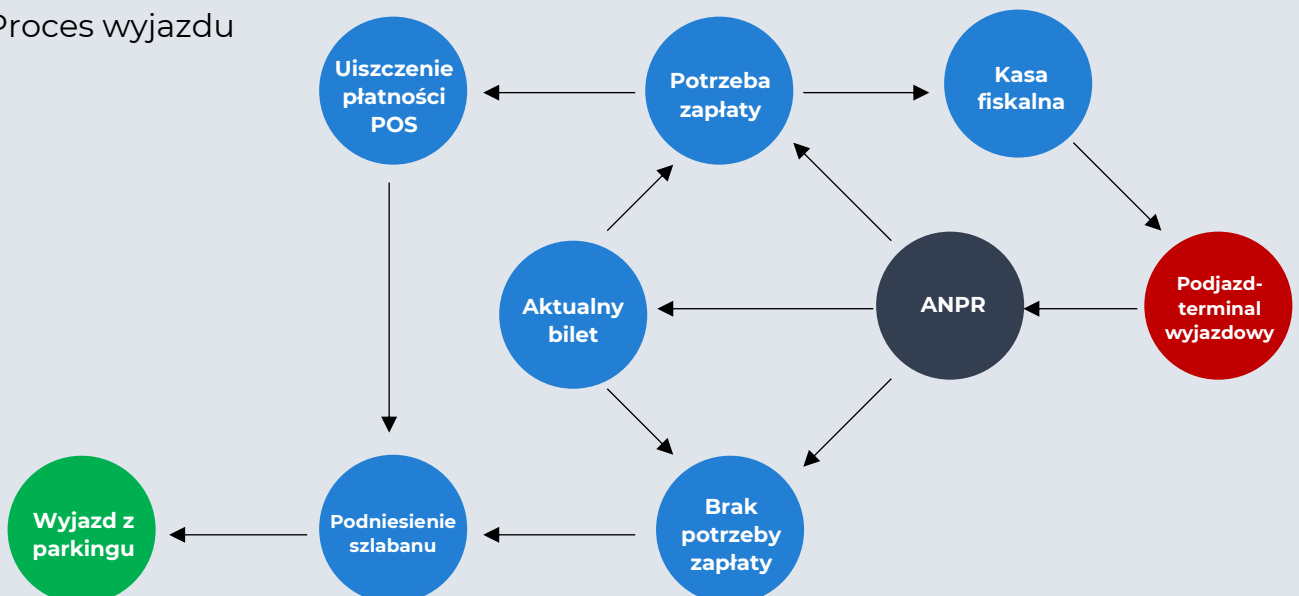 Proces wyjazdu
Uiszczenie
płatności
POS
Potrzeba
zapłaty
Kasa
fiskalna
Aktualny
bilet
ANPR
Podjazd-
terminal
wyjazdowy
Wyjazd z
parkingu
Podniesienie
szlabanu
Brak
potrzeby
zapłaty